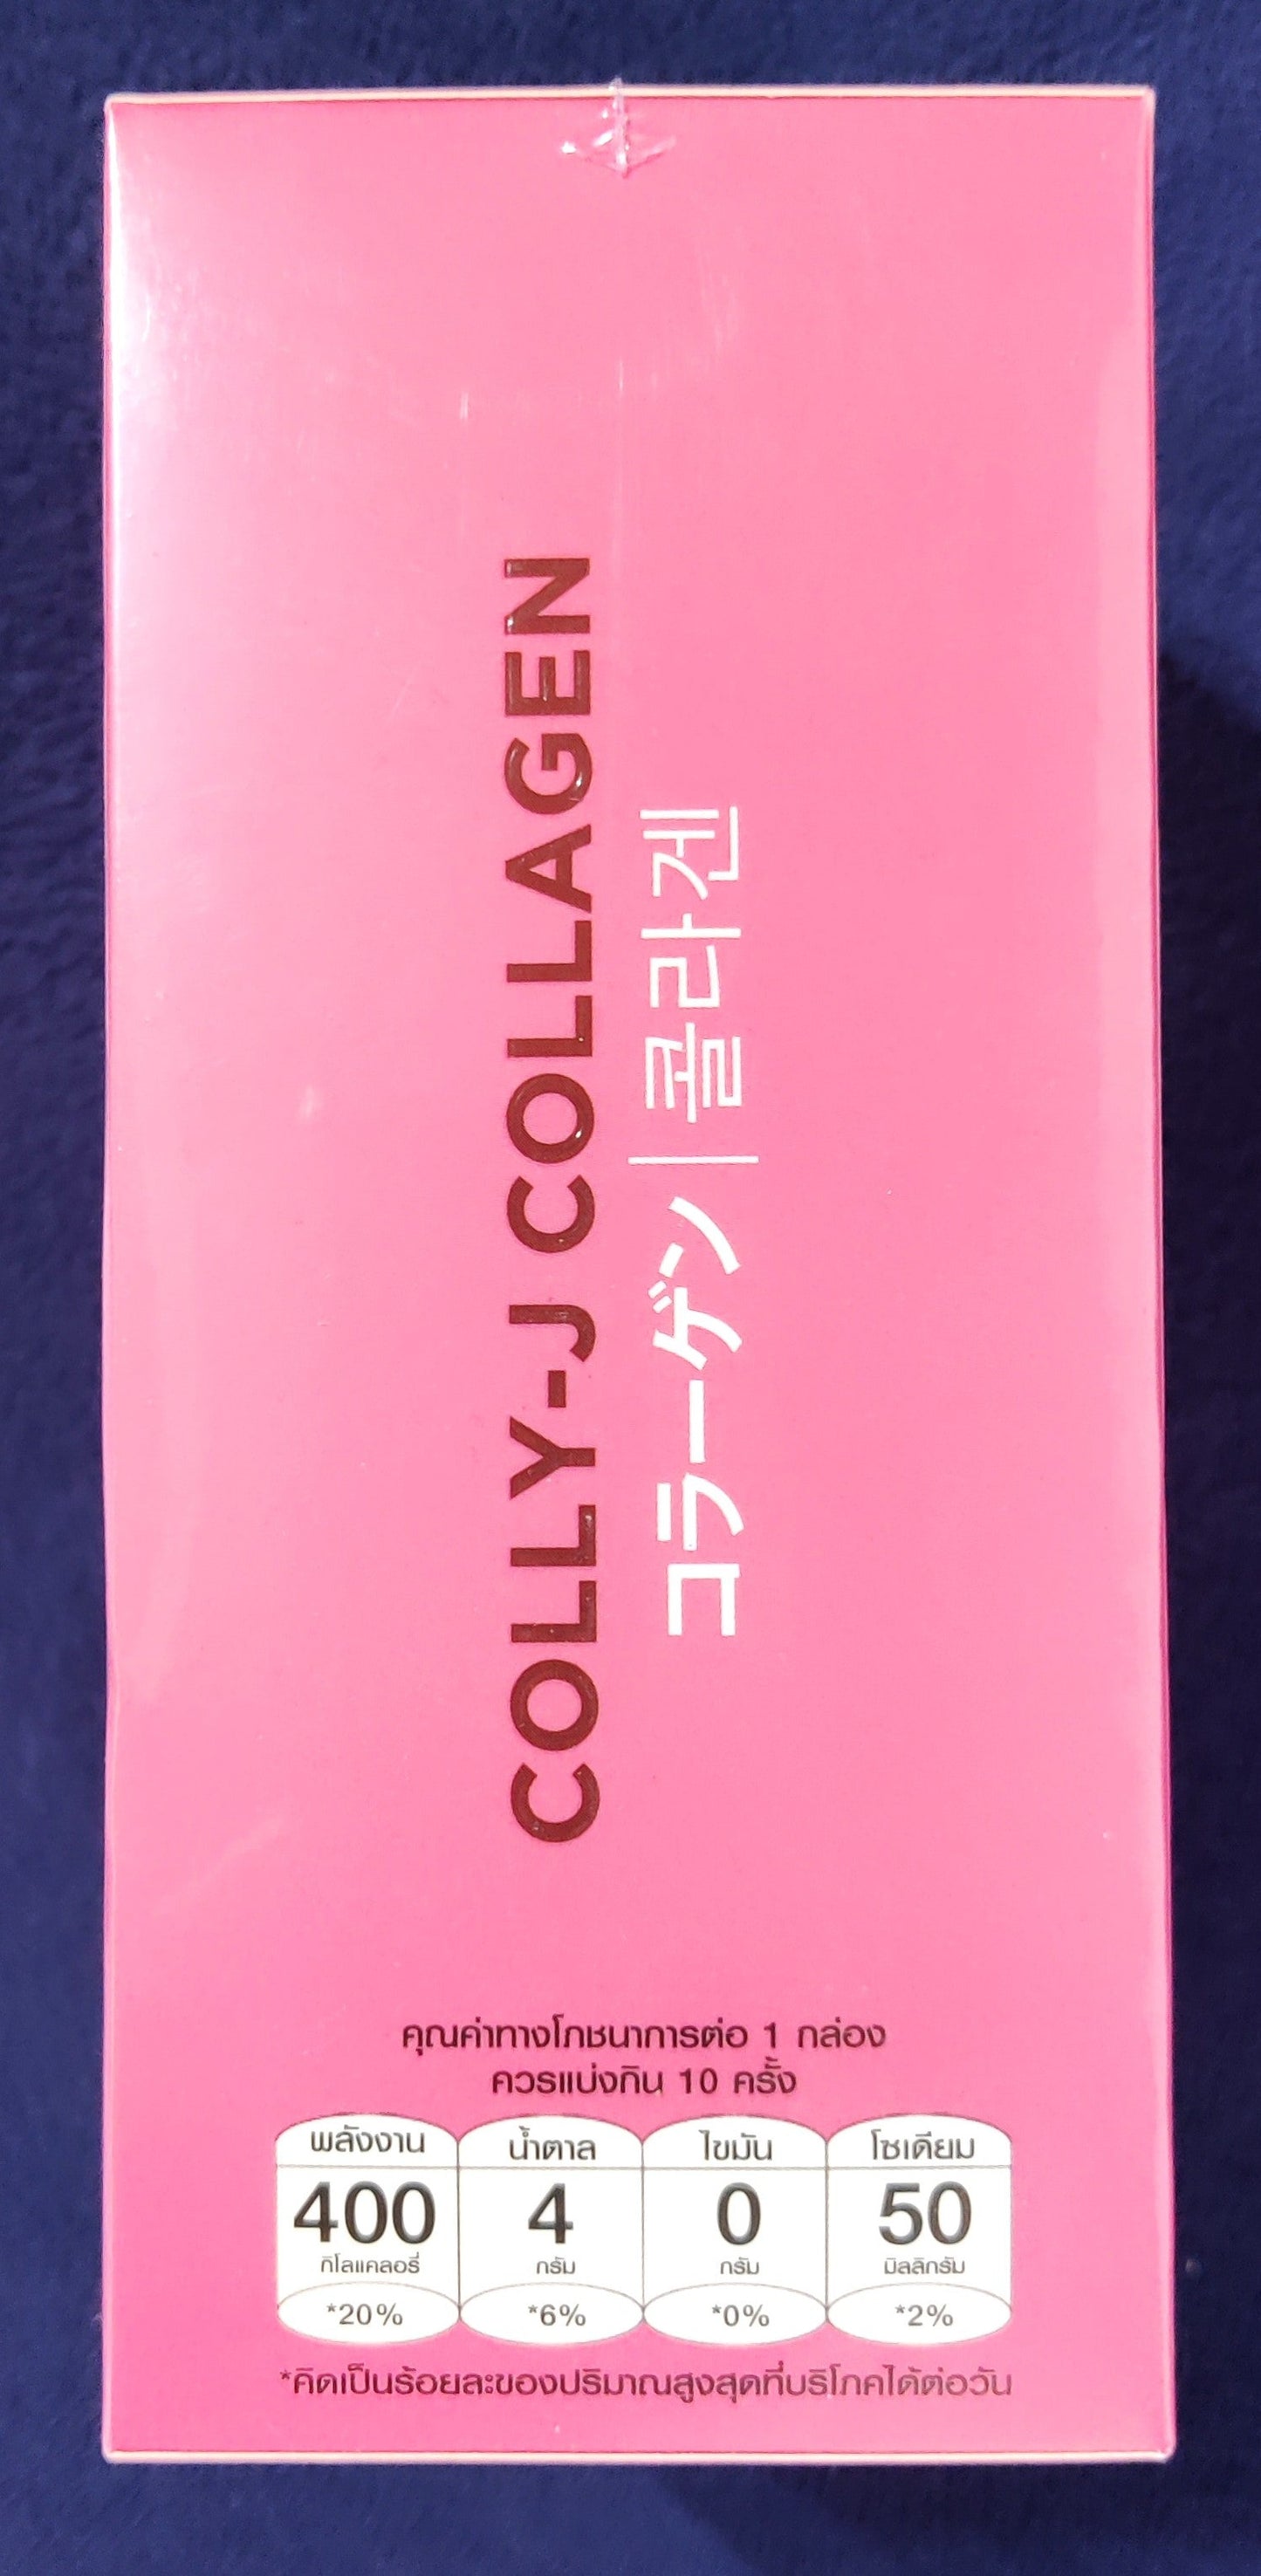 COLLY-J COLLAGEN
コラーゲン | 콜라겐
คุณค่าทางโภชนาการต่อ 1 กล่อง
ควรแบ่งกิน 10 ครั้ง
พลังงาน น้ำตาล ไขมัน โซเดียม
400 4 0 50
กิโลแคลอรี่ กรัม กรัม มิลลิกรัม
*20% *6% *0% *2%
*คิดเป็นร้อยละของปริมาณสูงสุดที่บริโภคได้ต่อวัน